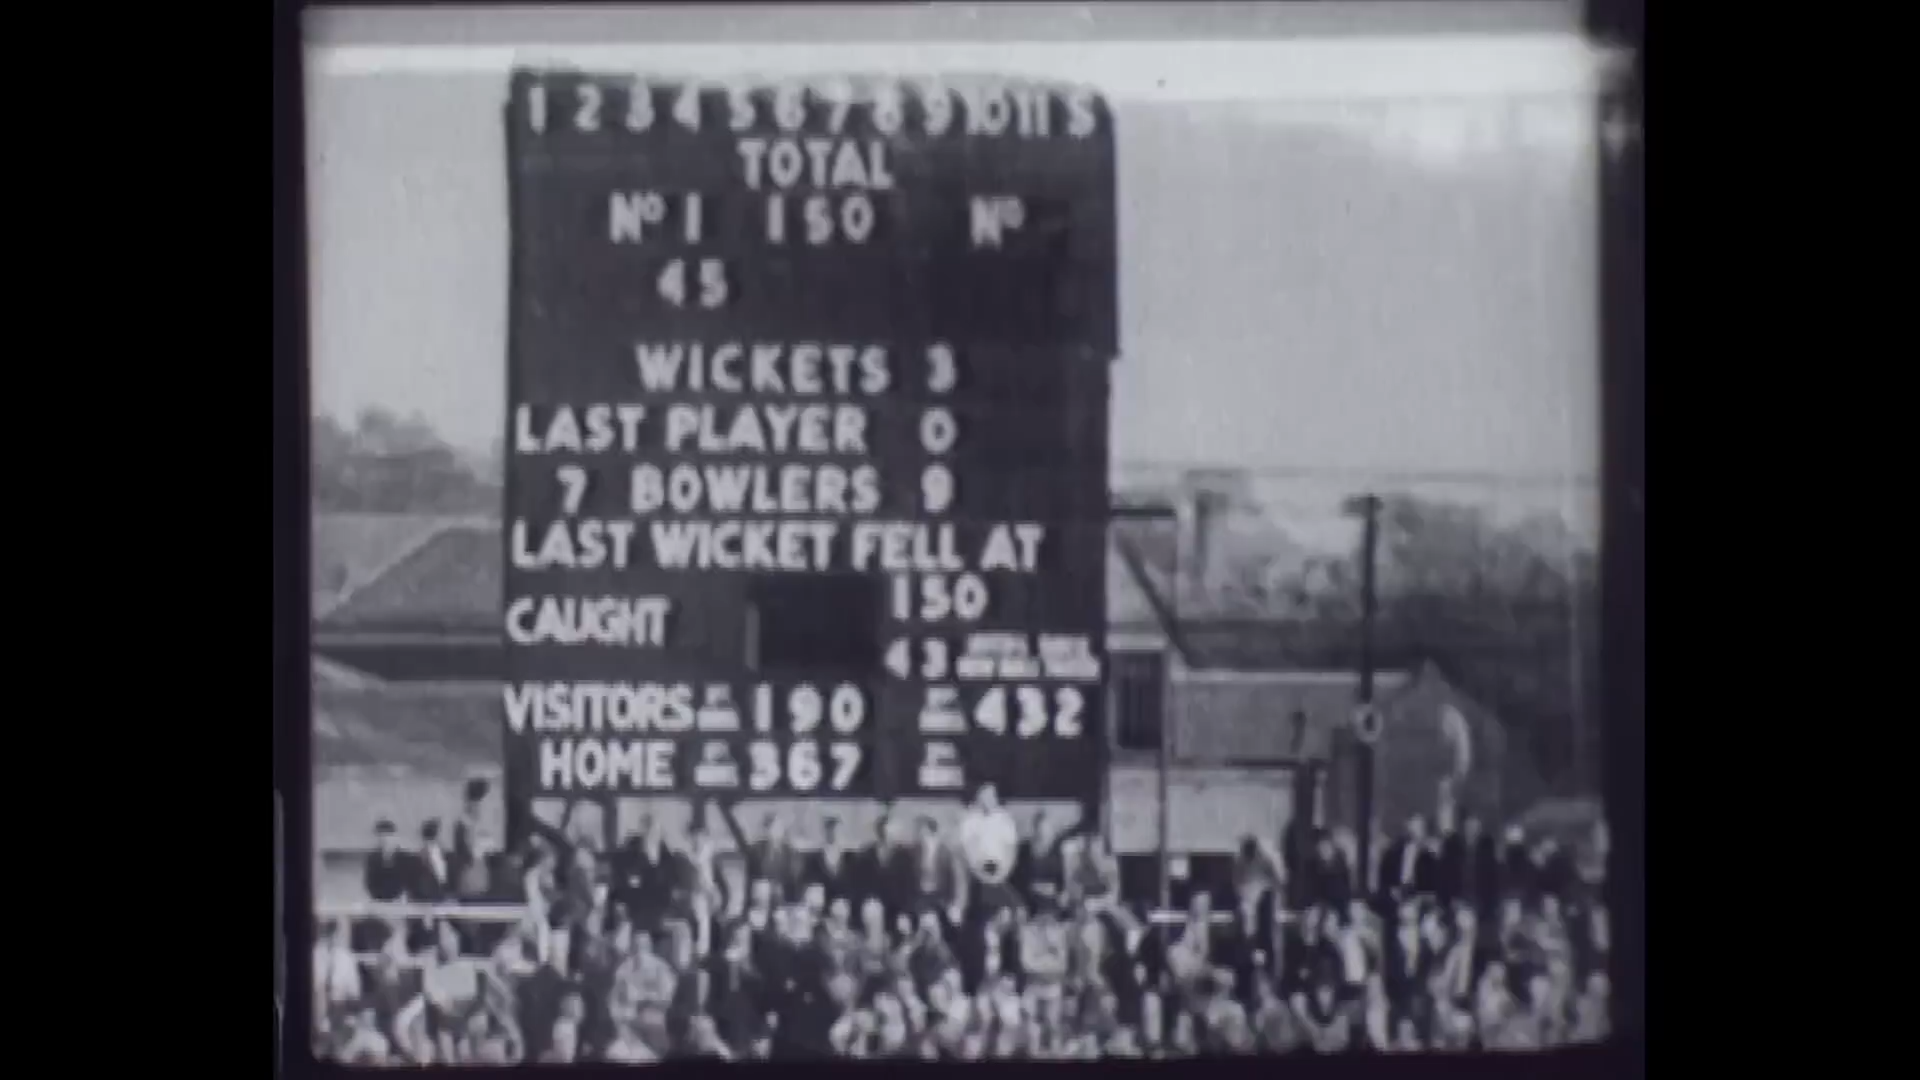 1 2 3 4 5 6 7 8 9 10 11 S
TOTAL
Nº 1 150 Nº
45
WICKETS 3
LAST PLAYER 0
7 BOWLERS 9
LAST WICKET FELL AT
150
CAUGHT
43
VISITORS 190 432
HOME 367